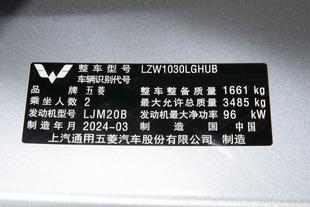 整车型号 LZW1030LGHUB
车辆识别代号
品牌 五菱 整车整备质量 1661 kg
乘坐人数 2 最大允许总质量 3485 kg
发动机型号 LJM20B 发动机最大净功率 96 kW
制造年月 2024-03 制造国 中国
上汽通用五菱汽车股份有限公司 制造